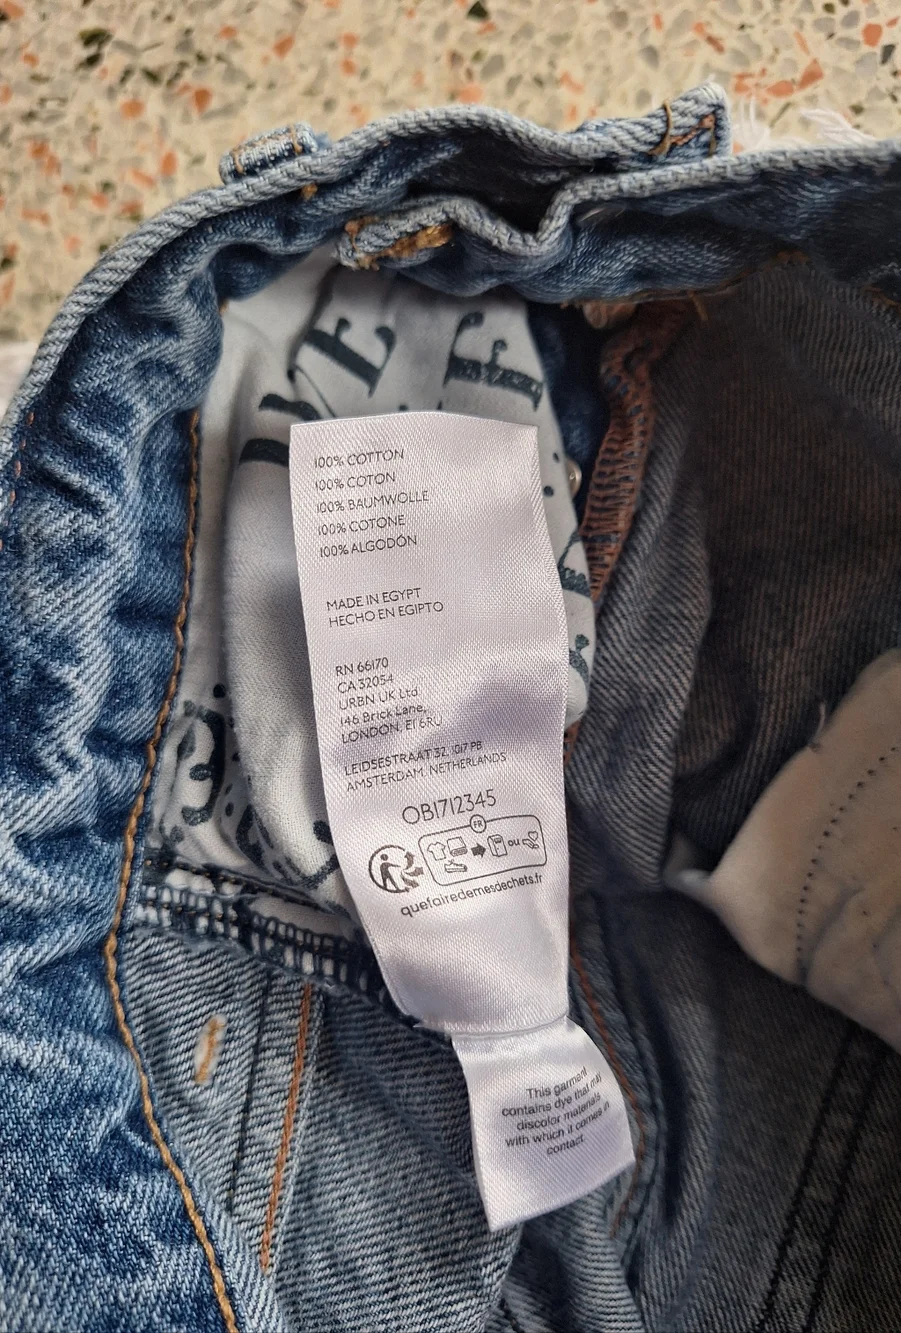 100% COTTON
100% COTON
100% BAUMWOLLE
100% COTONE
100% ALGODÓN
MADE IN EGYPT
HECHO EN EGIPTO
RN 66170
CA 32054
URBN UK Ltd
146 Brick Lane,
LONDON, E1 6RU
LEIDSESTRAAT 32, 1017 PB
AMSTERDAM, NETHERLANDS
OB1712345
FR
ou
quefairedemesdechets.fr
This garment
contains dye that may
discolor materials
with which it comes in
contact.